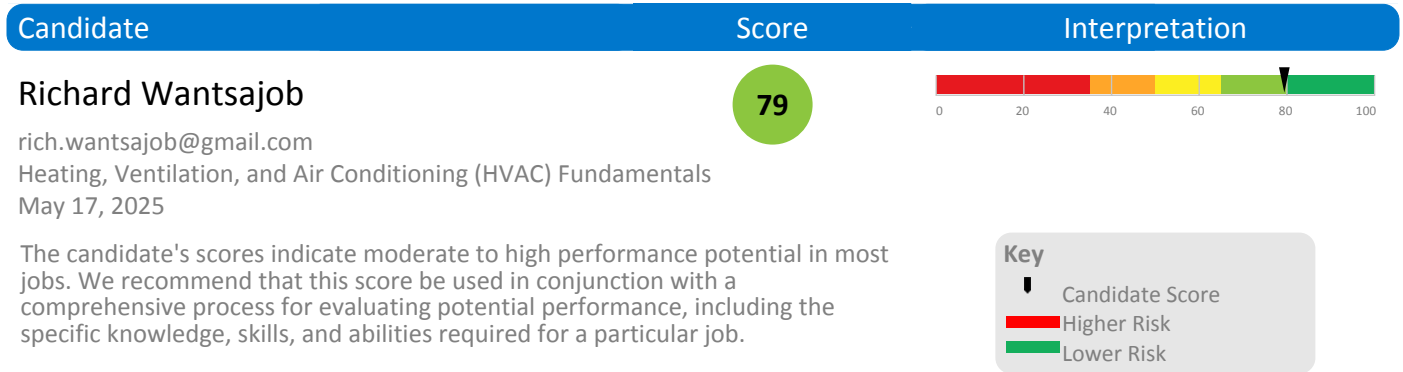 Candidate Score Interpretation
Richard Wantsajob
79
0 20 40 60 80 100
rich.wantsajob@gmail.com
Heating, Ventilation, and Air Conditioning (HVAC) Fundamentals
May 17, 2025
The candidate's scores indicate moderate to high performance potential in most
jobs. We recommend that this score be used in conjunction with a
comprehensive process for evaluating potential performance, including the
specific knowledge, skills, and abilities required for a particular job.
Key
Candidate Score
Higher Risk
Lower Risk